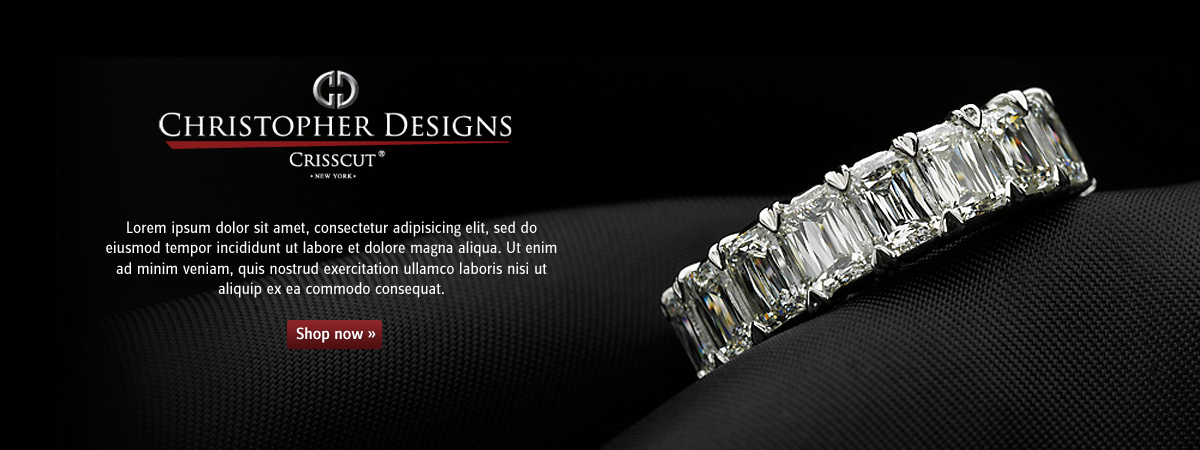 CHRISTOPHER DESIGNS
CRISSCUT®
• NEW YORK •
Lorem ipsum dolor sit amet, consectetur adipisicing elit, sed do
eiusmod tempor incididunt ut labore et dolore magna aliqua. Ut enim
ad minim veniam, quis nostrud exercitation ullamco laboris nisi ut
aliquip ex ea commodo consequat.
Shop now »